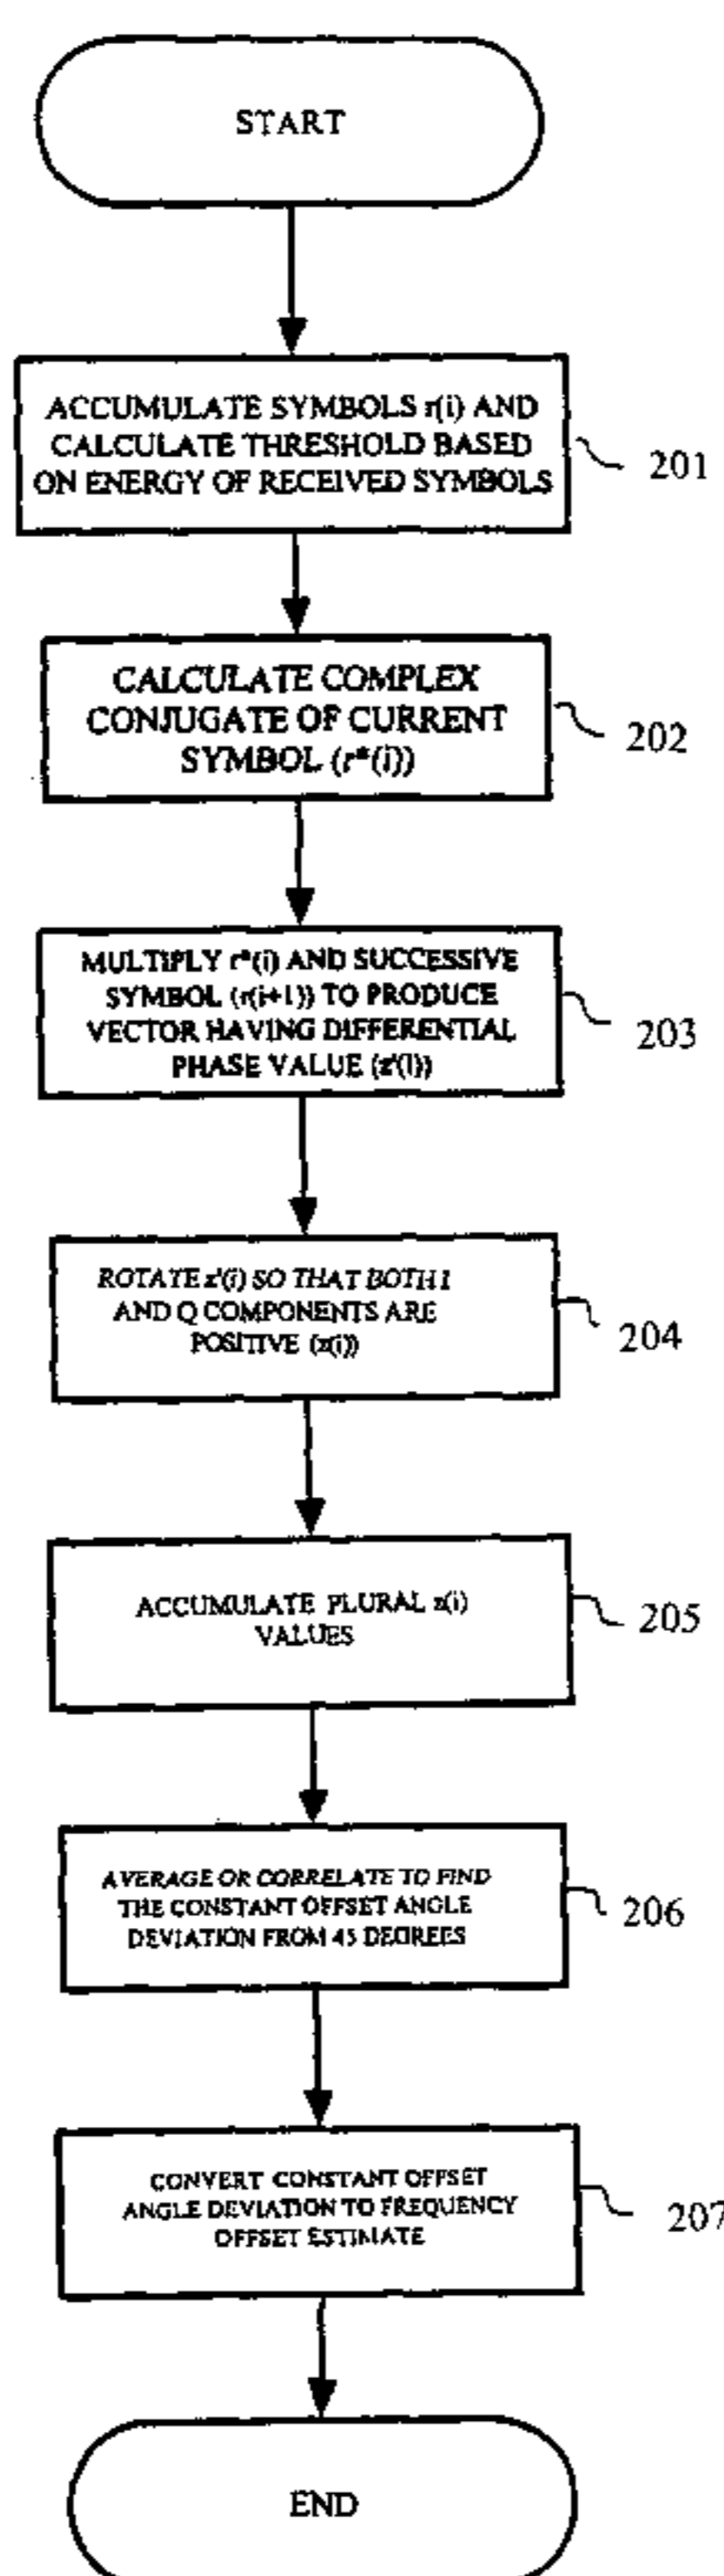 START
ACCUMULATE SYMBOLS r(i) AND
CALCULATE THRESHOLD BASED
ON ENERGY OF RECEIVED SYMBOLS
201
CALCULATE COMPLEX
CONJUGATE OF CURRENT
SYMBOL (r*(i))
202
MULTIPLY r*(i) AND SUCCESSIVE
SYMBOL (r(i+1)) TO PRODUCE
VECTOR HAVING DIFFERENTIAL
PHASE VALUE (z'(i))
203
ROTATE z'(i) SO THAT BOTH I
AND Q COMPONENTS ARE
POSITIVE (z(i))
204
ACCUMULATE PLURAL z(i)
VALUES
205
AVERAGE OR CORRELATE TO FIND
THE CONSTANT OFFSET ANGLE
DEVIATION FROM 45 DEGREES
206
CONVERT CONSTANT OFFSET
ANGLE DEVIATION TO FREQUENCY
OFFSET ESTIMATE
207
END